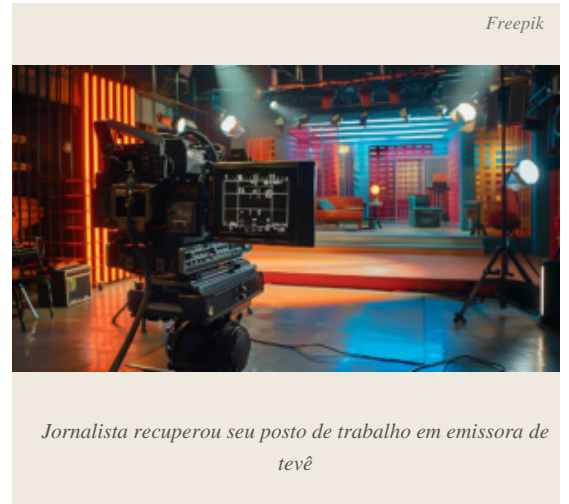 Freepik
Jornalista recuperou seu posto de trabalho em emissora de
tevê